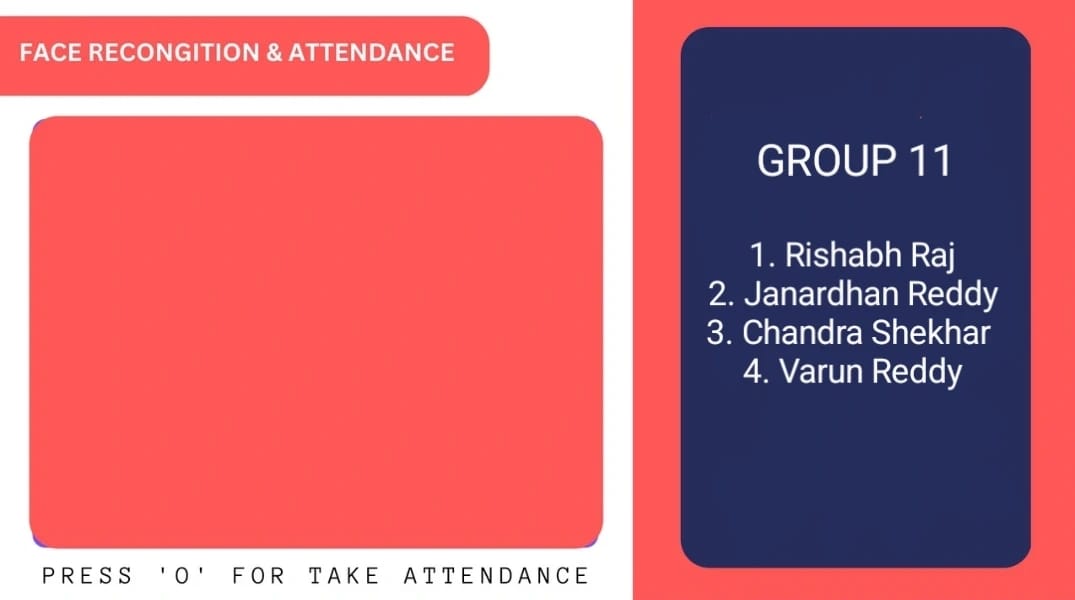 FACE RECONGITION & ATTENDANCE
PRESS 'O' FOR TAKE ATTENDANCE
GROUP 11
1. Rishabh Raj
2. Janardhan Reddy
3. Chandra Shekhar
4. Varun Reddy